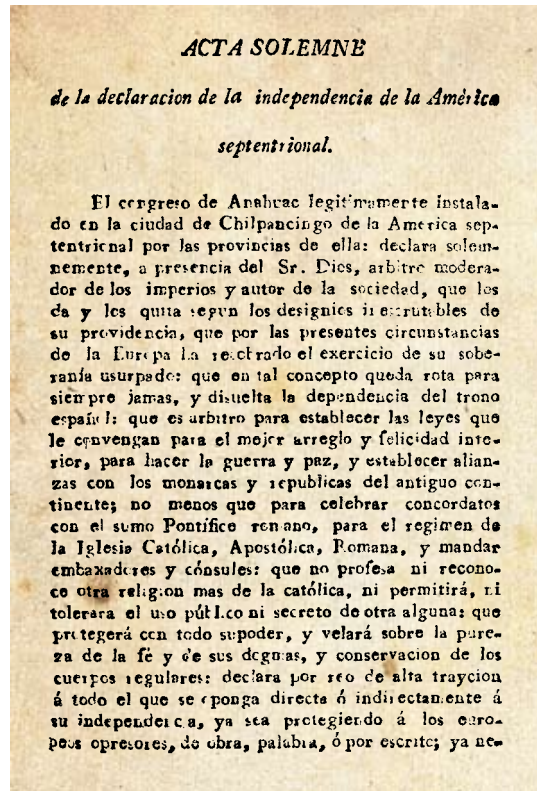 ACTA SOLEMNE
de la declaracion de la independencia de la Amèrica
septentrional.
El congreso de Anahuac legitimamente instala-
do en la ciudad de Chilpancingo de la America sep-
tentrional por las provincias de ella: declara solem-
nemente, a presencia del Sr. Dios, arbitro modera-
dor de los imperios y autor de la sociedad, que los
da y los quita segun los designios inescrutables de
su providencia, que por las presentes circunstancias
de la Europa ha recobrado el exercicio de su sobe-
ranía usurpado: que en tal concepto queda rota para
siempre jamas, y disuelta la dependencia del trono
español: que es arbitro para establecer las leyes que
le convengan para el mejor arreglo y felicidad inte-
rior, para hacer la guerra y paz, y establecer alian-
zas con los monarcas y republicas del antiguo con-
tinente; no menos que para celebrar concordatos
con el sumo Pontífice romano, para el regimen de
la Iglesia Católica, Apostólica, Romana, y mandar
embaxadores y cónsules: que no profesa ni recono-
ce otra religion mas de la católica, ni permitirá, ni
tolerara el uso público ni secreto de otra alguna: que
protegerá con todo su poder, y velará sobre la pure-
za de la fé y de sus dogmas, y conservacion de los
cuerpos regulares: declara por reo de alta traycion
á todo el que se oponga directa ó indirectamente á
su independencia, ya sea protegiendo á los euro-
peos opresores, de obra, palabra, ó por escrito; ya ne-